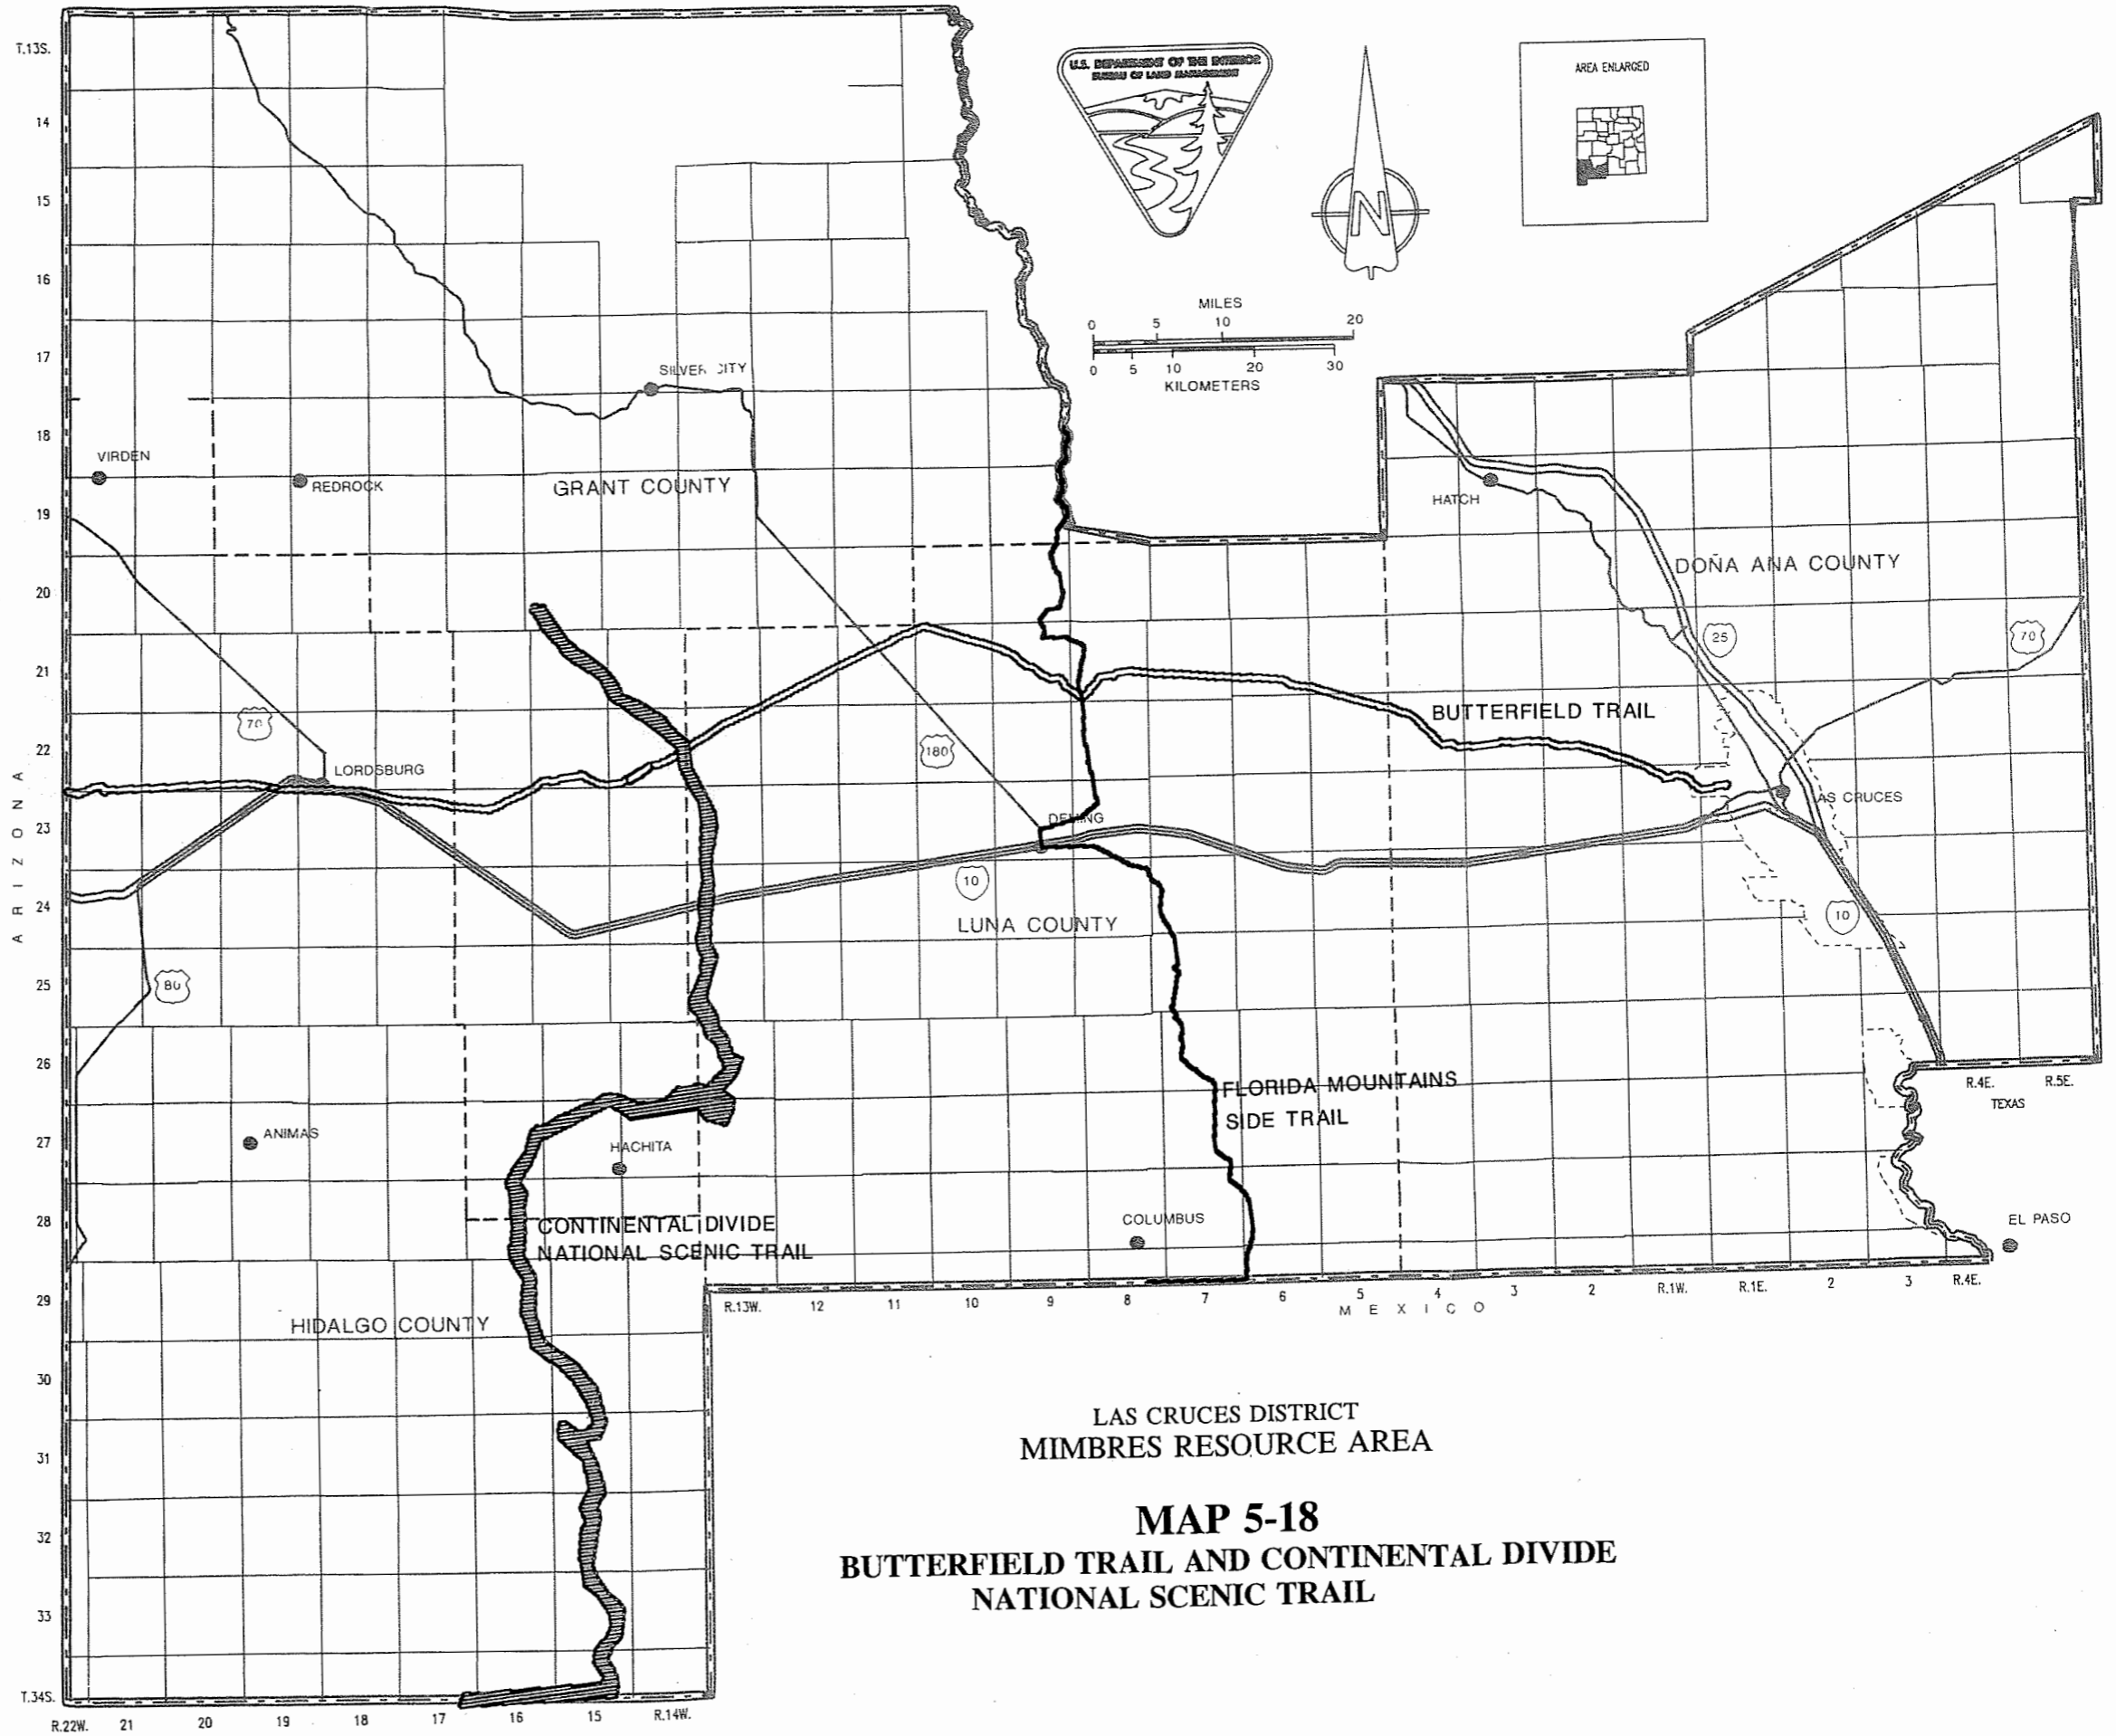 T.13S.
14
15
16
17
18
19
20
21
22
23
24
25
26
27
28
29
30
31
32
33
T.34S.
ARIZONA
U.S. DEPARTMENT OF THE INTERIOR
BUREAU OF LAND MANAGEMENT
N
AREA ENLARGED
MILES
0 5 10 20
0 5 10 20 30
KILOMETERS
SILVER CITY
VIRDEN
REDROCK
GRANT COUNTY
HATCH
DOÑA ANA COUNTY
25
70
70
LORDSBURG
180
BUTTERFIELD TRAIL
DEMING
AS CRUCES
10
LUNA COUNTY
10
80
FLORIDA MOUNTAINS
SIDE TRAIL
R.4E. R.5E.
TEXAS
ANIMAS
HACHITA
CONTINENTAL DIVIDE
NATIONAL SCENIC TRAIL
COLUMBUS
EL PASO
HIDALGO COUNTY
R.13W. 12 11 10 9 8 7 6 5 4 3 2 R.1W. R.1E. 2 3 R.4E.
MEXICO
R.22W. 21 20 19 18 17 16 15 R.14W.
LAS CRUCES DISTRICT
MIMBRES RESOURCE AREA
MAP 5-18
BUTTERFIELD TRAIL AND CONTINENTAL DIVIDE
NATIONAL SCENIC TRAIL